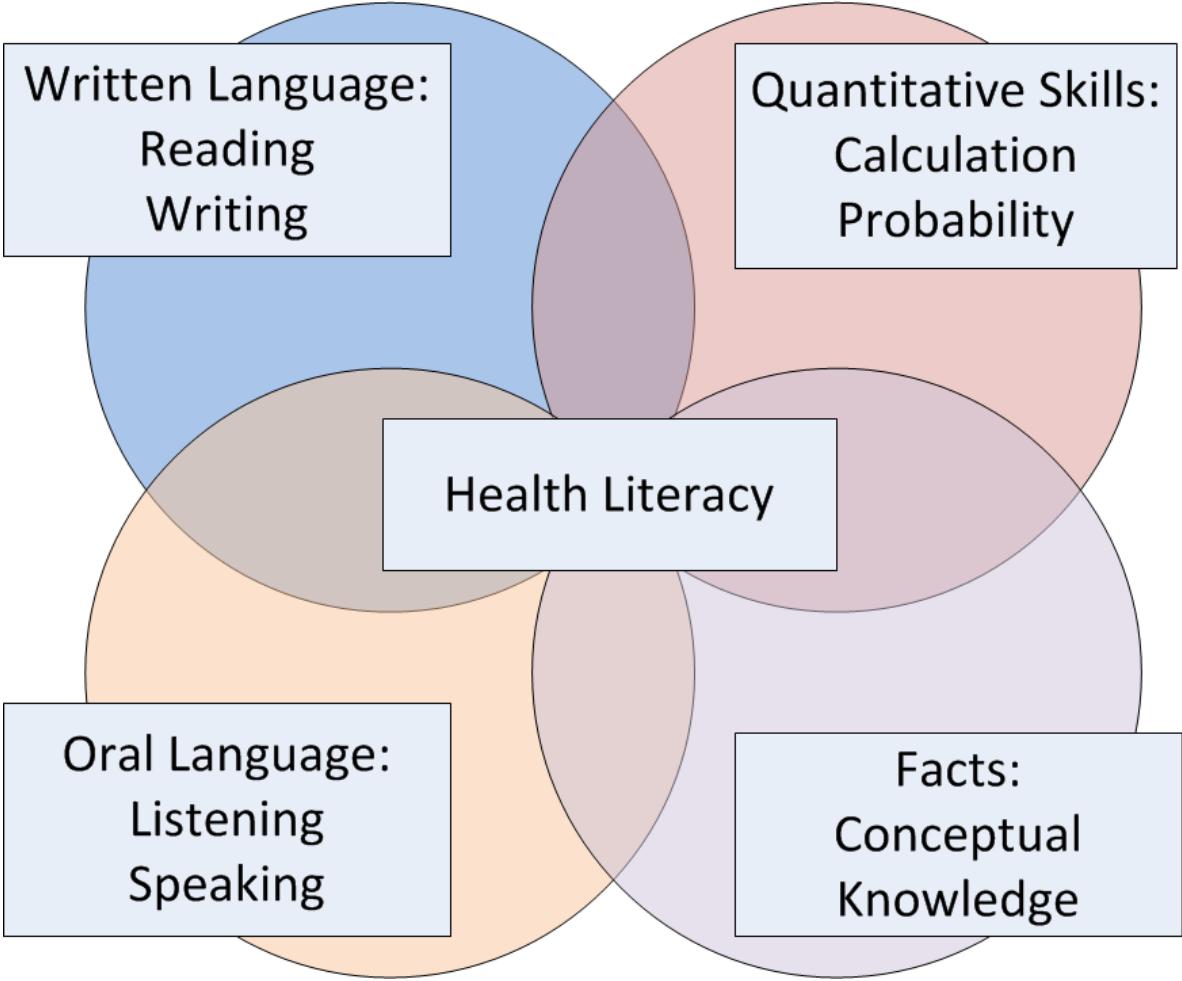 Written Language:
Reading
Writing
Quantitative Skills:
Calculation
Probability
Health Literacy
Oral Language:
Listening
Speaking
Facts:
Conceptual
Knowledge